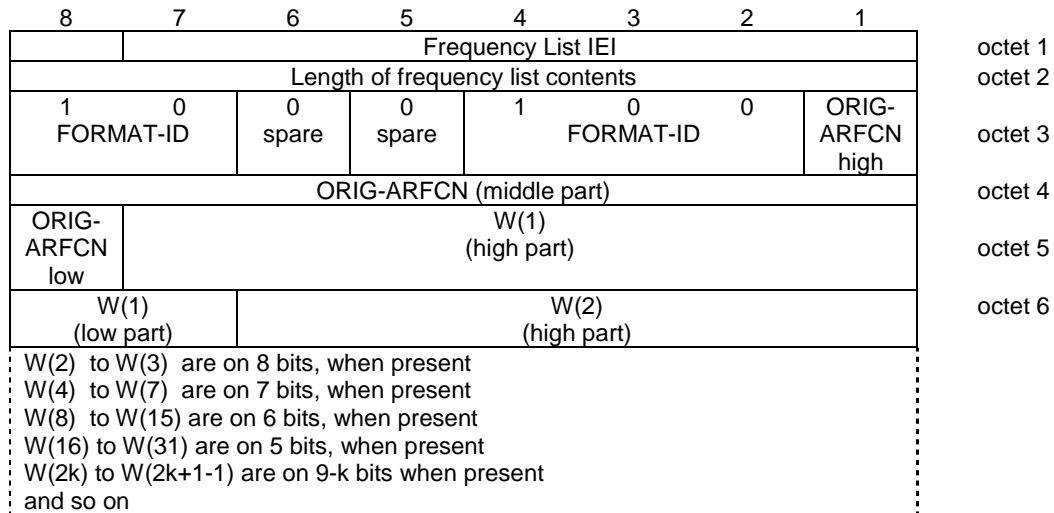 8 7 6 5 4 3 2 1
Frequency List IEI octet 1
Length of frequency list contents octet 2
1 0 0 0 1 0 0 ORIG-
FORMAT-ID spare spare FORMAT-ID ARFCN octet 3
high
ORIG-ARFCN (middle part) octet 4
ORIG- W(1)
ARFCN (high part) octet 5
low
W(1) W(2) octet 6
(low part) (high part)
W(2) to W(3) are on 8 bits, when present
W(4) to W(7) are on 7 bits, when present
W(8) to W(15) are on 6 bits, when present
W(16) to W(31) are on 5 bits, when present
W(2k) to W(2k+1-1) are on 9-k bits when present
and so on